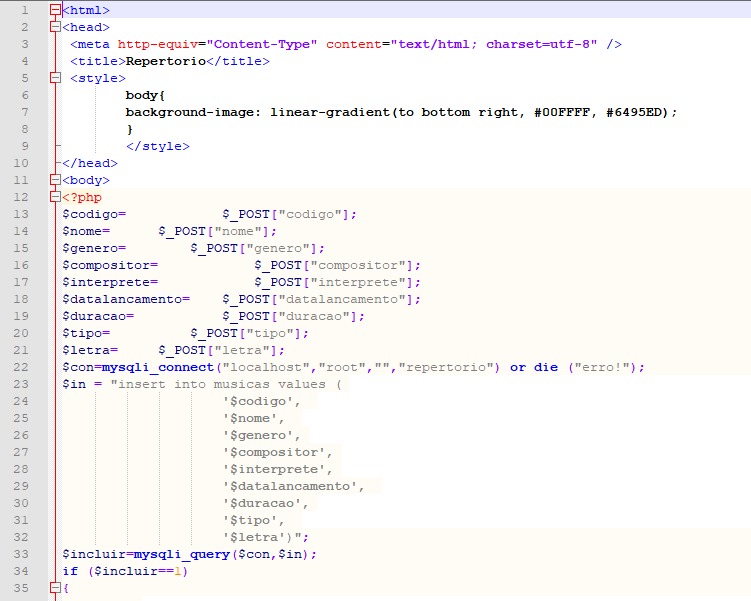 1 <html>
2 <head>
3 <meta http-equiv="Content-Type" content="text/html; charset=utf-8" />
4 <title>Repertorio</title>
5 <style>
6 body{
7 background-image: linear-gradient(to bottom right, #00FFFF, #6495ED);
8 }
9 </style>
10 </head>
11 <body>
12 <?php
13 $codigo= $_POST["codigo"];
14 $nome= $_POST["nome"];
15 $genero= $_POST["genero"];
16 $compositor= $_POST["compositor"];
17 $interprete= $_POST["interprete"];
18 $datalancamento= $_POST["datalancamento"];
19 $duracao= $_POST["duracao"];
20 $tipo= $_POST["tipo"];
21 $letra= $_POST["letra"];
22 $con=mysqli_connect("localhost","root","","repertorio") or die ("erro!");
23 $in = "insert into musicas values (
24 '$codigo',
25 '$nome',
26 '$genero',
27 '$compositor',
28 '$interprete',
29 '$datalancamento',
30 '$duracao',
31 '$tipo',
32 '$letra')";
33 $incluir=mysqli_query($con,$in);
34 if ($incluir==1)
35 {